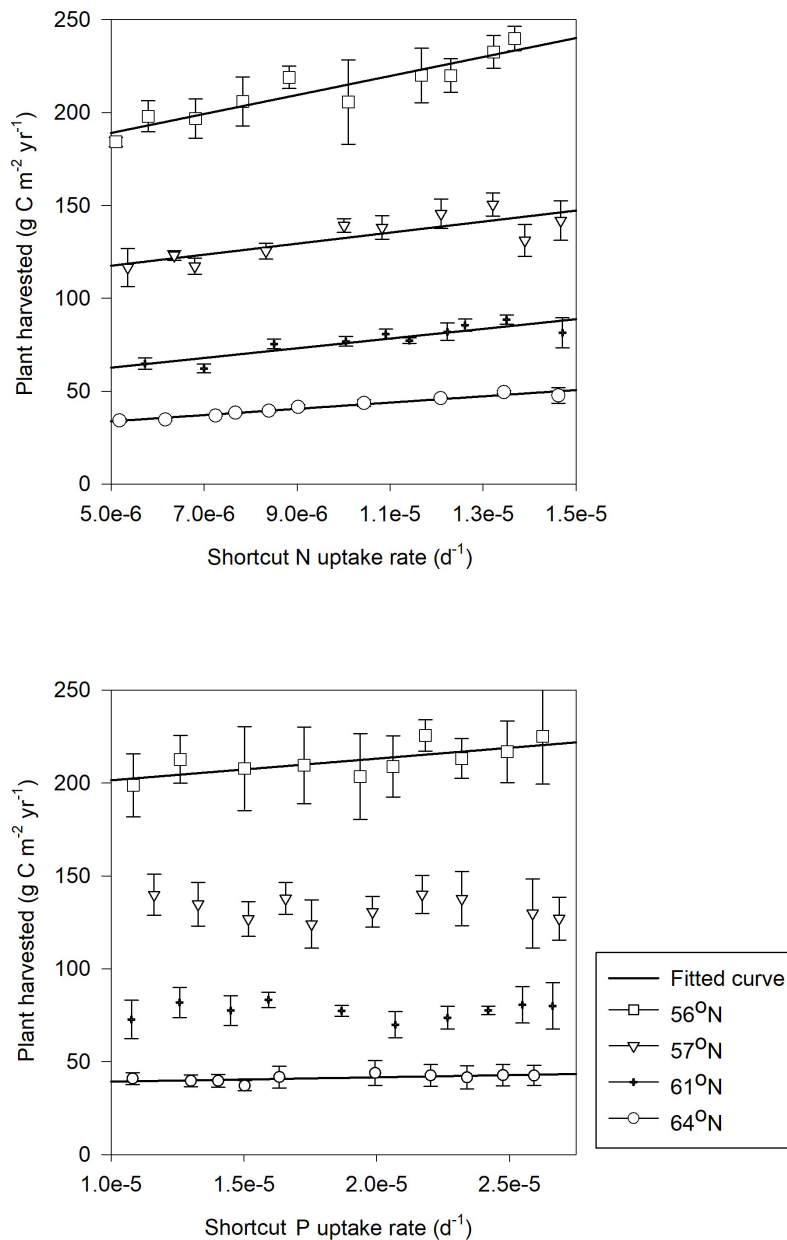 250
200
150
100
50
0
Plant harvested (g C m⁻² yr⁻¹)
5.0e-6 7.0e-6 9.0e-6 1.1e-5 1.3e-5 1.5e-5
Shortcut N uptake rate (d⁻¹)
250
200
150
100
50
0
Plant harvested (g C m⁻² yr⁻¹)
1.0e-5 1.5e-5 2.0e-5 2.5e-5
Shortcut P uptake rate (d⁻¹)
Fitted curve
56ᴼN
57ᴼN
61ᴼN
64ᴼN